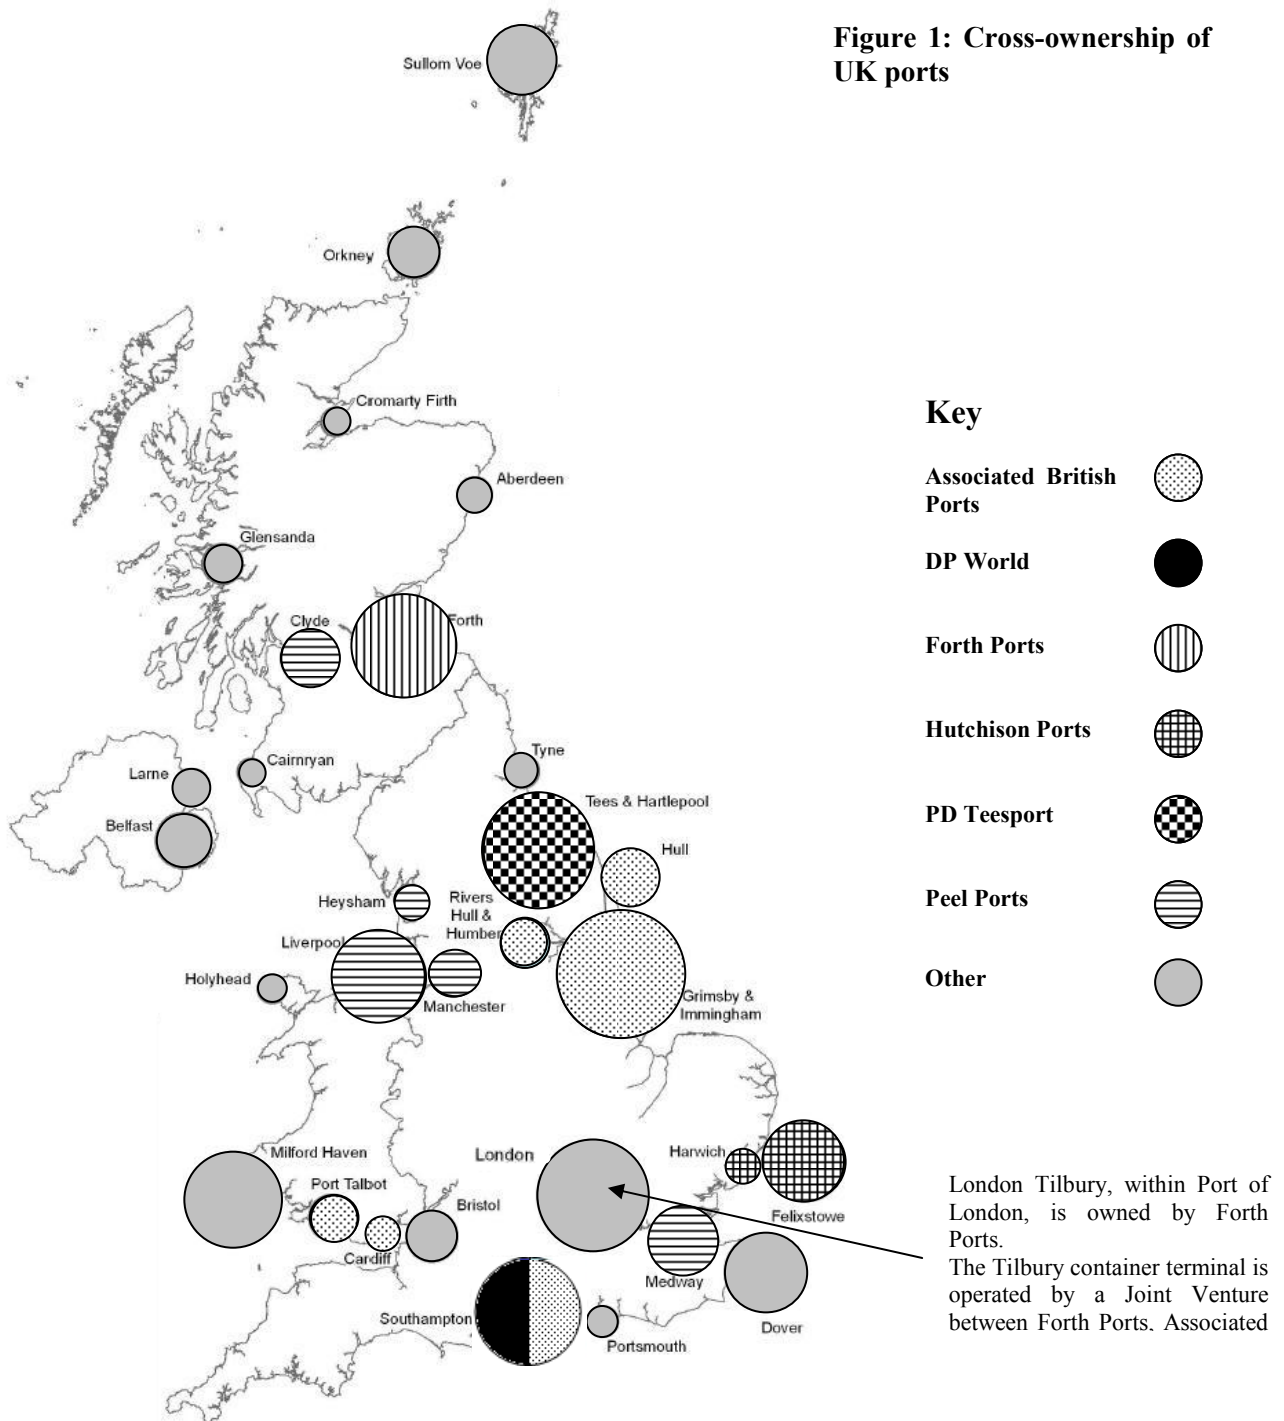 Figure 1: Cross-ownership of
UK ports
Sullom Voe
Orkney
Cromarty Firth
Aberdeen
Glensanda
Clyde
Forth
Cairnryan
Tyne
Larne
Belfast
Tees & Hartlepool
Hull
Heysham
Rivers
Hull &
Humber
Liverpool
Manchester
Holyhead
Grimsby &
Immingham
Milford Haven
Port Talbot
Cardiff
Bristol
London
Harwich
Felixstowe
Medway
Dover
Southampton
Portsmouth
Key
Associated British
Ports
DP World
Forth Ports
Hutchison Ports
PD Teesport
Peel Ports
Other
London Tilbury, within Port of
London, is owned by Forth
Ports.
The Tilbury container terminal is
operated by a Joint Venture
between Forth Ports, Associated